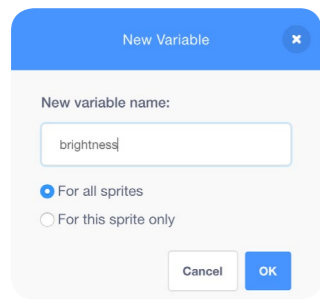 New Variable
New variable name:
brightness
For all sprites
For this sprite only
Cancel OK